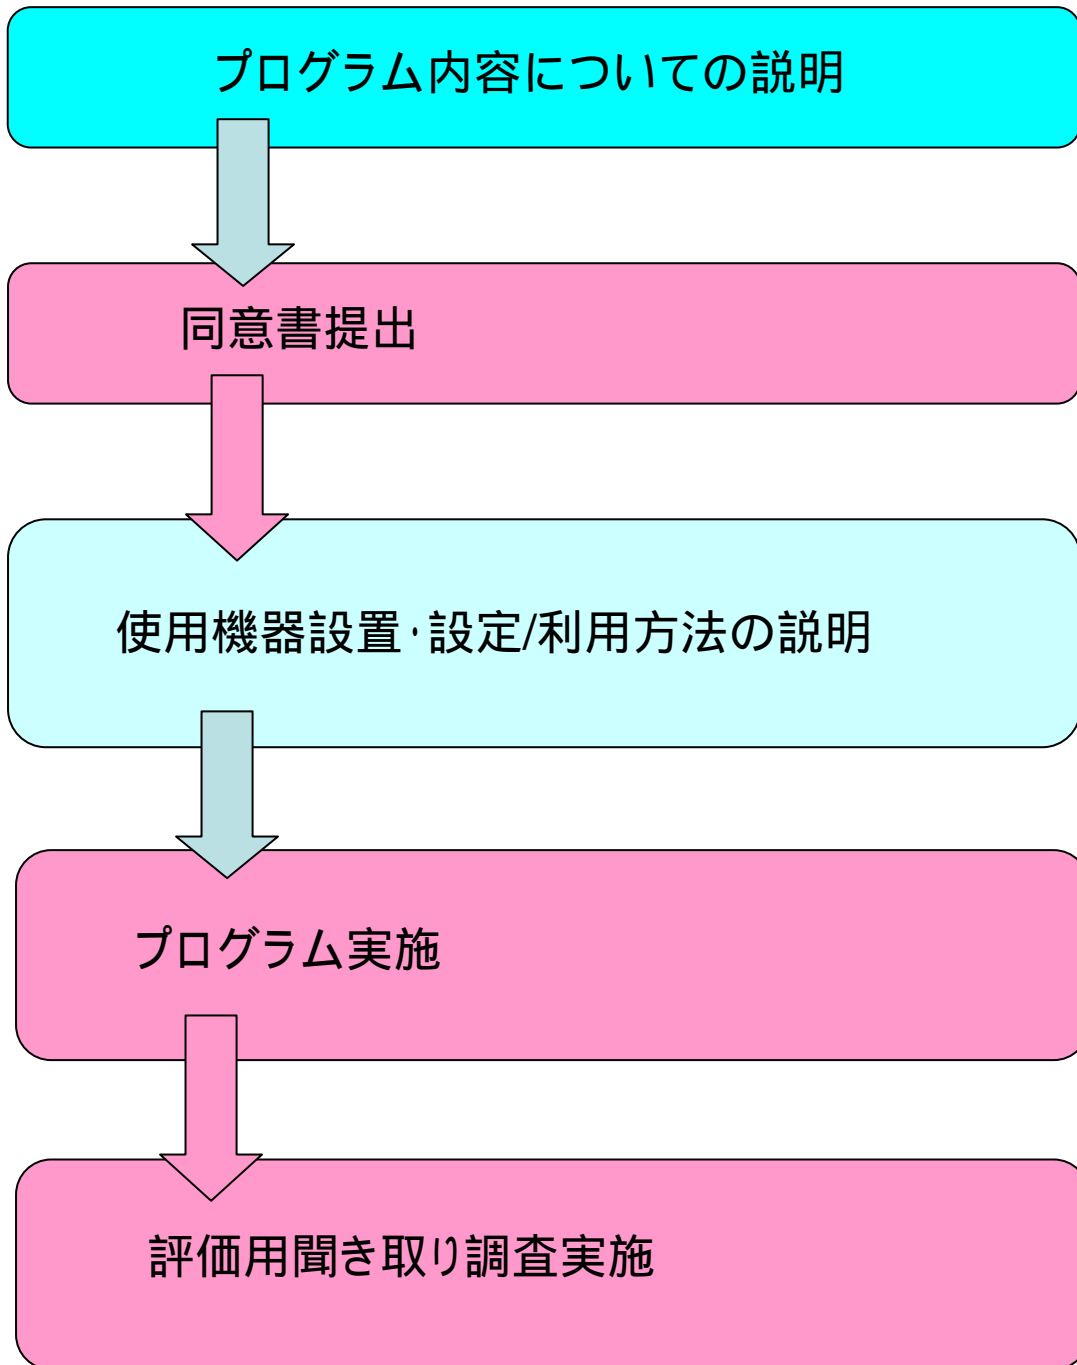 プログラム内容についての説明
同意書提出
使用機器設置・設定/利用方法の説明
プログラム実施
評価用聞き取り調査実施